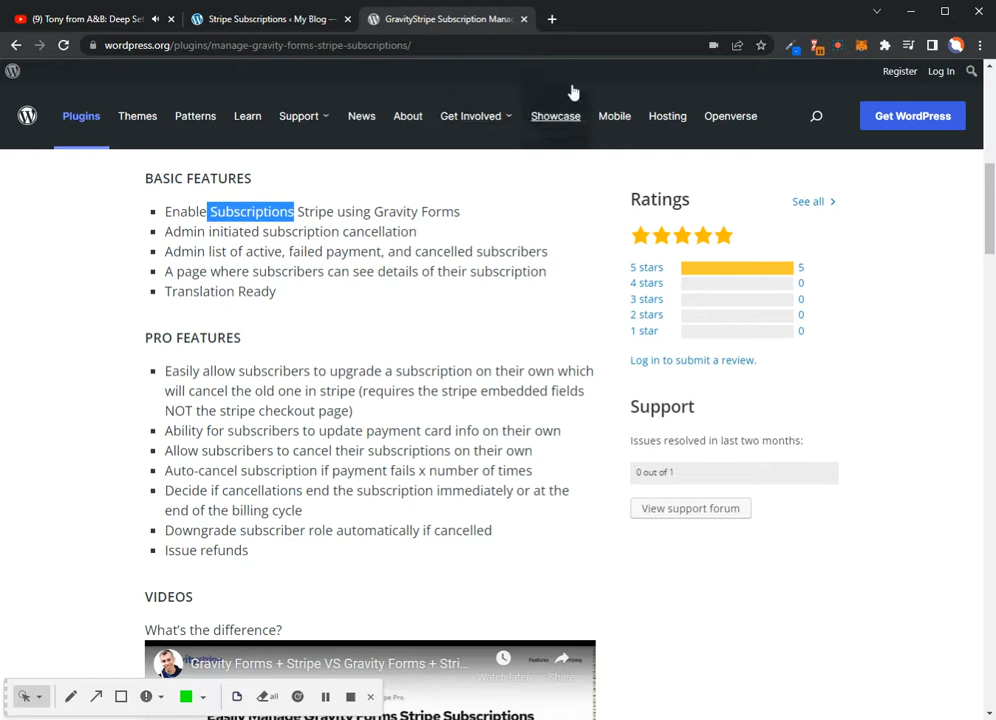 (9) Tony from A&B: Deep Set
Stripe Subscriptions ‹ My Blog —
GravityStripe Subscription Mana
wordpress.org/plugins/manage-gravity-forms-stripe-subscriptions/
Register Log In
Plugins Themes Patterns Learn Support News About Get Involved Showcase Mobile Hosting Openverse Get WordPress
BASIC FEATURES
Enable Subscriptions Stripe using Gravity Forms
Admin initiated subscription cancellation
Admin list of active, failed payment, and cancelled subscribers
A page where subscribers can see details of their subscription
Translation Ready
PRO FEATURES
Easily allow subscribers to upgrade a subscription on their own which
will cancel the old one in stripe (requires the stripe embedded fields
NOT the stripe checkout page)
Ability for subscribers to update payment card info on their own
Allow subscribers to cancel their subscriptions on their own
Auto-cancel subscription if payment fails x number of times
Decide if cancellations end the subscription immediately or at the
end of the billing cycle
Downgrade subscriber role automatically if cancelled
Issue refunds
VIDEOS
What's the difference?
Gravity Forms + Stripe VS Gravity Forms + Stri...
Watch later Share
Easily Manage Gravity Forms Stripe Subscriptions
Ratings
See all
5 stars 5
4 stars 0
3 stars 0
2 stars 0
1 star 0
Log in to submit a review.
Support
Issues resolved in last two months:
0 out of 1
View support forum
all